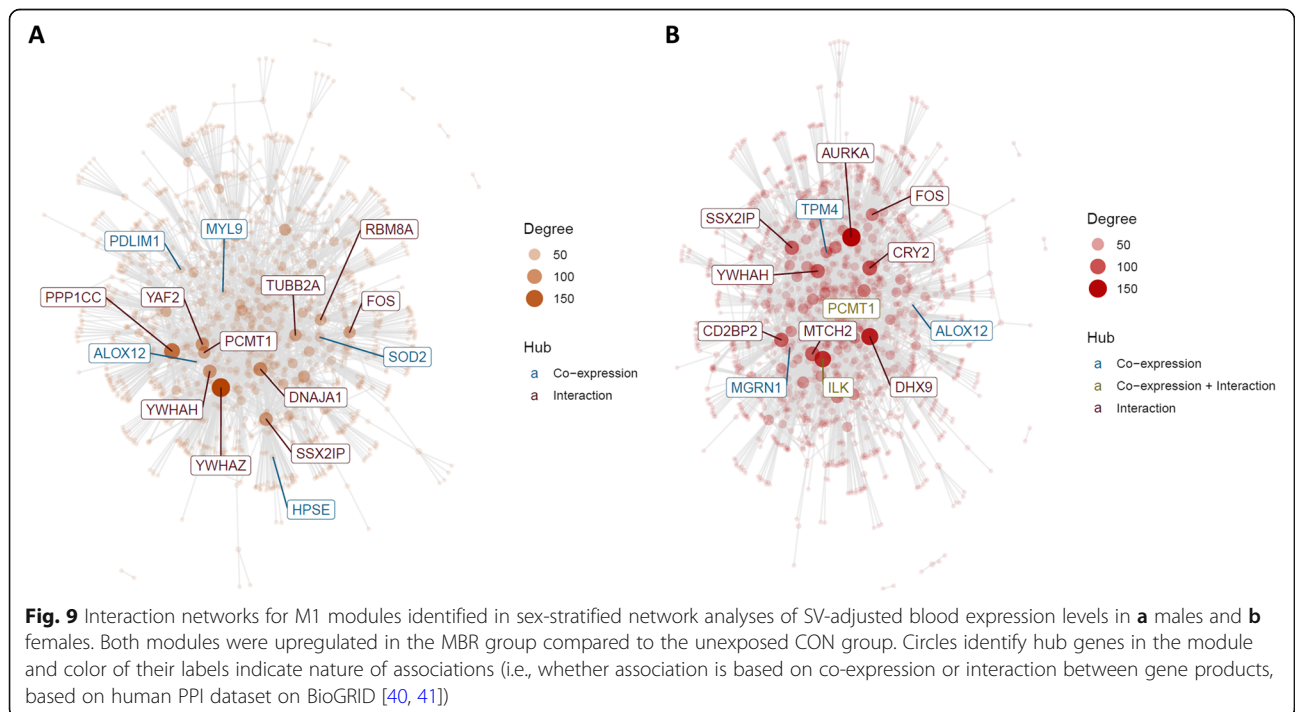 A
MYL9
PDLIM1
RBM8A
TUBB2A
PPP1CC
YAF2
FOS
PCMT1
ALOX12
SOD2
DNAJA1
YWHAH
SSX2IP
YWHAZ
HPSE
Degree
50
100
150
Hub
a Co−expression
a Interaction
B
AURKA
FOS
TPM4
SSX2IP
CRY2
YWHAH
PCMT1
CD2BP2
MTCH2
ALOX12
MGRN1
ILK
DHX9
Degree
50
100
150
Hub
a Co−expression
a Co−expression + Interaction
a Interaction
Fig. 9 Interaction networks for M1 modules identified in sex-stratified network analyses of SV-adjusted blood expression levels in a males and b
females. Both modules were upregulated in the MBR group compared to the unexposed CON group. Circles identify hub genes in the module
and color of their labels indicate nature of associations (i.e., whether association is based on co-expression or interaction between gene products,
based on human PPI dataset on BioGRID [40, 41])